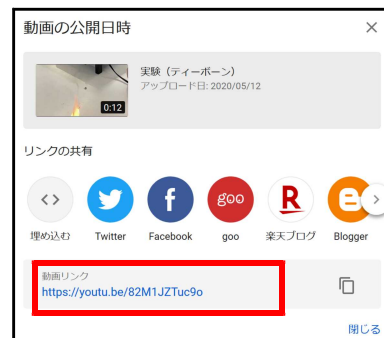 動画の公開日時
×
実験（ティーボーン）
アップロード日: 2020/05/12
0:12
リンクの共有
<>
f
goo
R
B
>
埋め込む Twitter Facebook goo 楽天ブログ Blogger
動画リンク
https://youtu.be/82M1JZTuc9o
閉じる